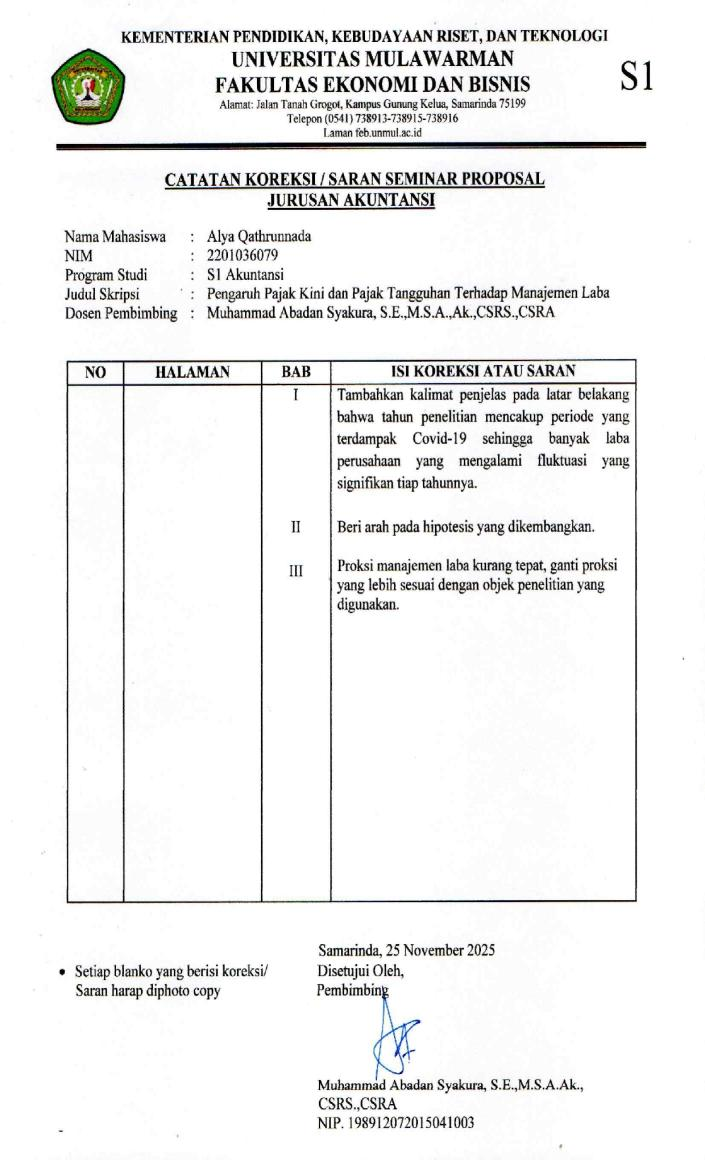 KEMENTERIAN PENDIDIKAN, KEBUDAYAAN RISET, DAN TEKNOLOGI
UNIVERSITAS MULAWARMAN
FAKULTAS EKONOMI DAN BISNIS
S1
Alamat: Jalan Tanah Grogot, Kampus Gunung Kelua, Samarinda 75199
Telepon (0541) 738913-738915-738916
Laman feb.unmul.ac.id
CATATAN KOREKSI / SARAN SEMINAR PROPOSAL
JURUSAN AKUNTANSI
Nama Mahasiswa : Alya Qathrunnada
NIM : 2201036079
Program Studi : S1 Akuntansi
Judul Skripsi : Pengaruh Pajak Kini dan Pajak Tangguhan Terhadap Manajemen Laba
Dosen Pembimbing : Muhammad Abadan Syakura, S.E.,M.S.A.,Ak.,CSRS.,CSRA
NO HALAMAN BAB ISI KOREKSI ATAU SARAN
I Tambahkan kalimat penjelas pada latar belakang
bahwa tahun penelitian mencakup periode yang
terdampak Covid-19 sehingga banyak laba
perusahaan yang mengalami fluktuasi yang
signifikan tiap tahunnya.
II Beri arah pada hipotesis yang dikembangkan.
III Proksi manajemen laba kurang tepat, ganti proksi
yang lebih sesuai dengan objek penelitian yang
digunakan.
Samarinda, 25 November 2025
• Setiap blanko yang berisi koreksi/ Disetujui Oleh,
Saran harap diphoto copy Pembimbing
Muhammad Abadan Syakura, S.E.,M.S.A.Ak.,
CSRS.,CSRA
NIP. 198912072015041003